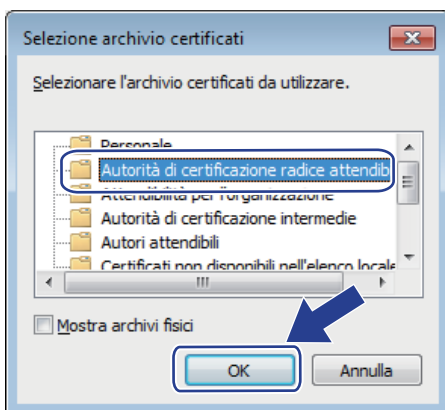 Selezione archivio certificati
Selezionare l'archivio certificati da utilizzare.
Personale
Autorità di certificazione radice attendib
Attendibilità per l'organizzazione
Autorità di certificazione intermedie
Autori attendibili
Certificati non disponibili nell'elenco locale
Mostra archivi fisici
OK
Annulla